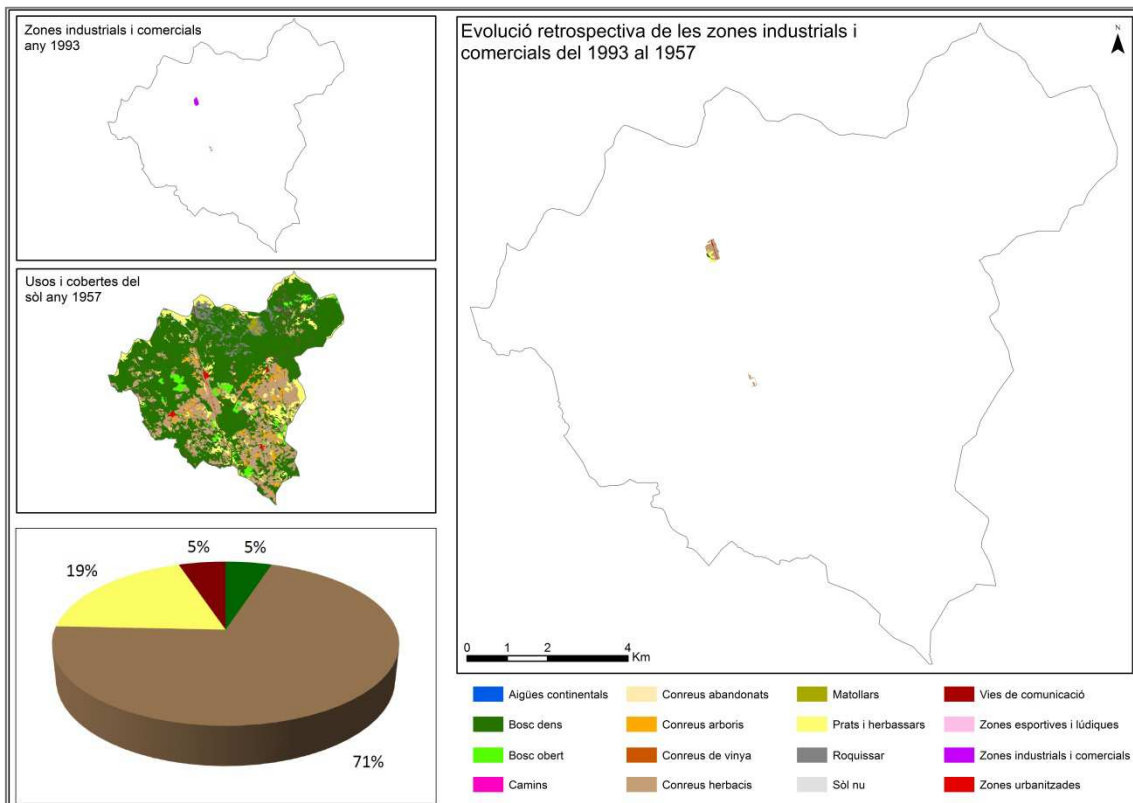 Zones industrials i comercials
any 1993
Usos i cobertes del
sòl any 1957
5%
5%
19%
71%
Evolució retrospectiva de les zones industrials i
comercials del 1993 al 1957
N
0 1 2 4
Km
Aigües continentals
Bosc dens
Bosc obert
Camins
Conreus abandonats
Conreus arboris
Conreus de vinya
Conreus herbacis
Matollars
Prats i herbassars
Roquissar
Sòl nu
Vies de comunicació
Zones esportives i lúdiques
Zones industrials i comercials
Zones urbanitzades